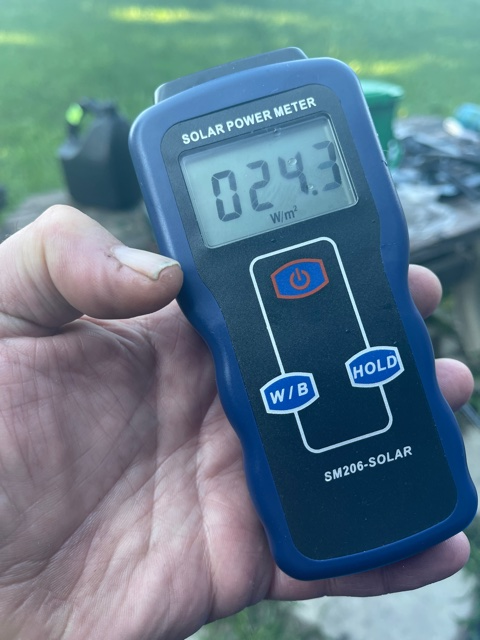 SOLAR POWER METER
024.3
W/m²
W/B
HOLD
SM206-SOLAR